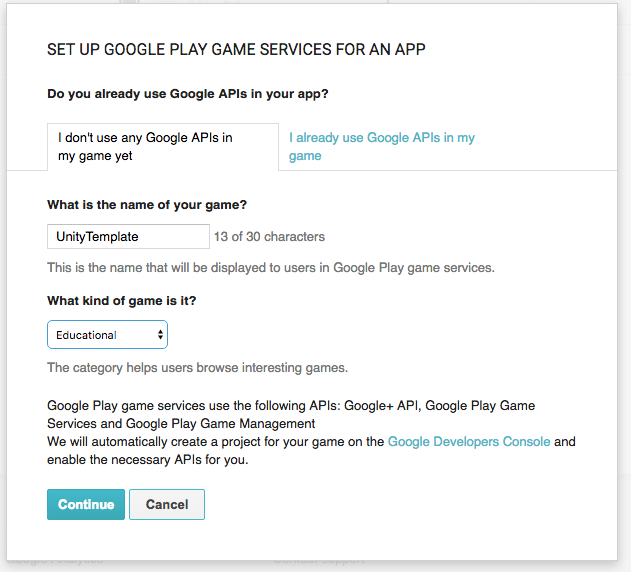 SET UP GOOGLE PLAY GAME SERVICES FOR AN APP
Do you already use Google APIs in your app?
I don't use any Google APIs in
my game yet
I already use Google APIs in my
game
What is the name of your game?
UnityTemplate
13 of 30 characters
This is the name that will be displayed to users in Google Play game services.
What kind of game is it?
Educational
The category helps users browse interesting games.
Google Play game services use the following APIs: Google+ API, Google Play Game
Services and Google Play Game Management
We will automatically create a project for your game on the Google Developers Console and
enable the necessary APIs for you.
Continue
Cancel